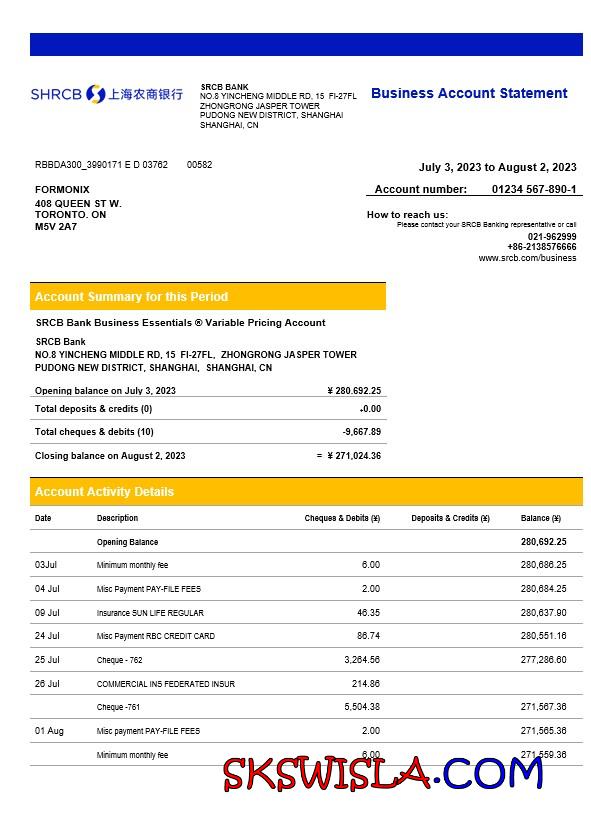 SHRCB 上海农商银行
SRCB BANK
NO.8 YINCHENG MIDDLE RD, 15 FI-27FL
ZHONGRONG JASPER TOWER
PUDONG NEW DISTRICT, SHANGHAI
SHANGHAI, CN
Business Account Statement
RBBDA300_3990171 E D 03762 00582
July 3, 2023 to August 2, 2023
FORMONIX
408 QUEEN ST W.
TORONTO. ON
M5V 2A7
Account number: 01234 567-890-1
How to reach us:
Please contact your SRCB Banking representative or call
021-962999
+86-2138576666
www.srcb.com/business
Account Summary for this Period
SRCB Bank Business Essentials ® Variable Pricing Account
SRCB Bank
NO.8 YINCHENG MIDDLE RD, 15 FI-27FL, ZHONGRONG JASPER TOWER
PUDONG NEW DISTRICT, SHANGHAI, SHANGHAI, CN
Opening balance on July 3, 2023 ¥ 280,692.25
Total deposits & credits (0) +0.00
Total cheques & debits (10) -9,667.89
Closing balance on August 2, 2023 = ¥ 271,024.36
Account Activity Details
Date Description Cheques & Debits (¥) Deposits & Credits (¥) Balance (¥)
Opening Balance 280,692.25
03Jul Minimum monthly fee 6.00 280,686.25
04 Jul Misc Payment PAY-FILE FEES 2.00 280,684.25
09 Jul Insurance SUN LIFE REGULAR 46.35 280,637.90
24 Jul Misc Payment RBC CREDIT CARD 86.74 280,551.16
25 Jul Cheque - 762 3,264.56 277,286.60
26 Jul COMMERCIAL INS FEDERATED INSUR 214.86
Cheque -761 5,504.38 271,567.36
01 Aug Misc payment PAY-FILE FEES 2.00 271,565.36
Minimum monthly fee 6.00 271,559.36
SKSWISLA.COM